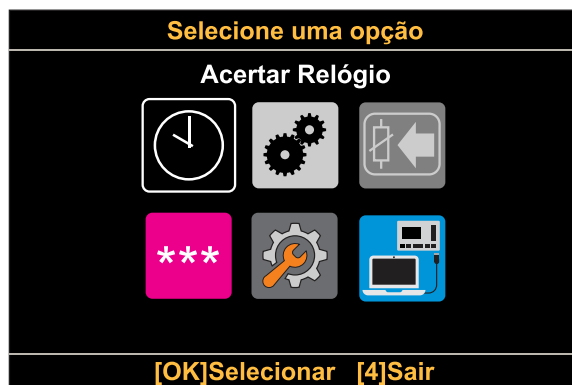 Selecione uma opção
Acertar Relógio
***
[OK]Selecionar [4]Sair